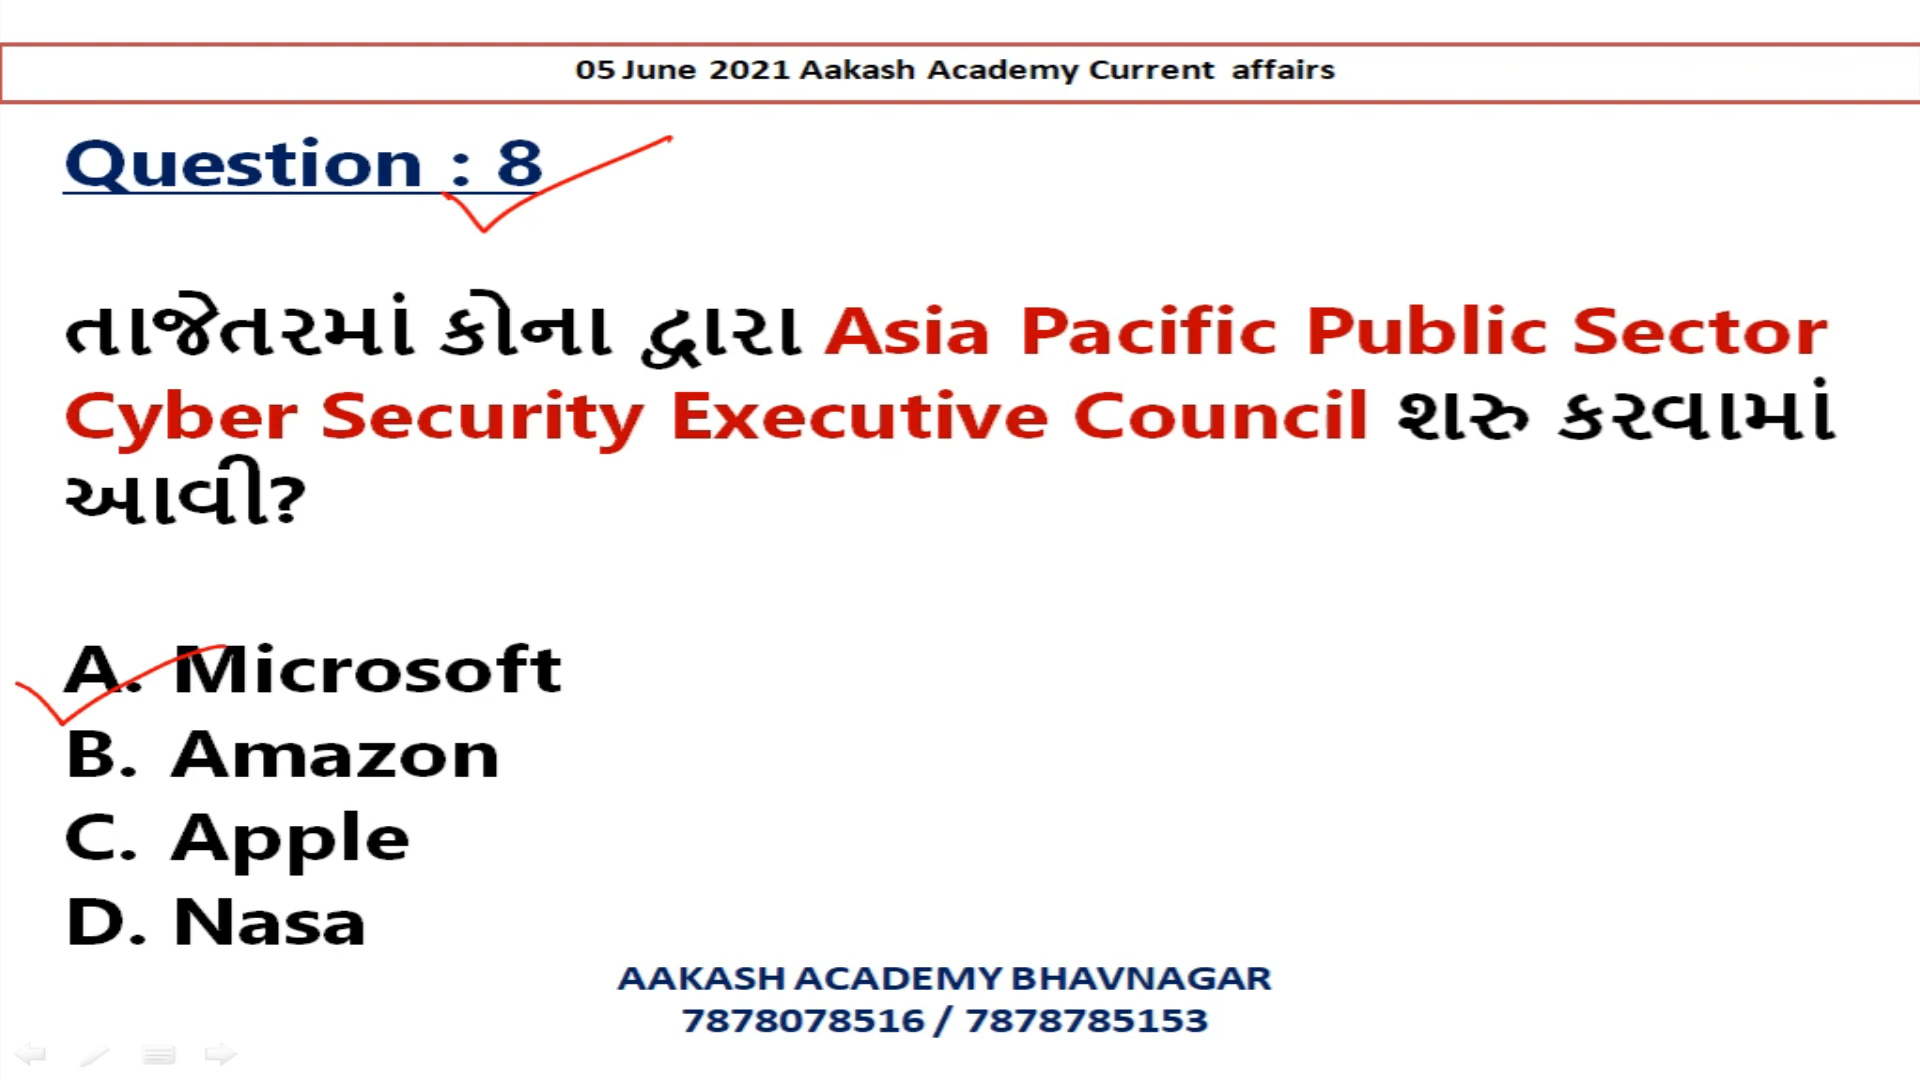 05 June 2021 Aakash Academy Current affairs
Question : 8
તાજેતરમાં કોના દ્વારા Asia Pacific Public Sector
Cyber Security Executive Council શરુ કરવામાં
આવી?
A. Microsoft
B. Amazon
C. Apple
D. Nasa
AAKASH ACADEMY BHAVNAGAR
7878078516 / 7878785153